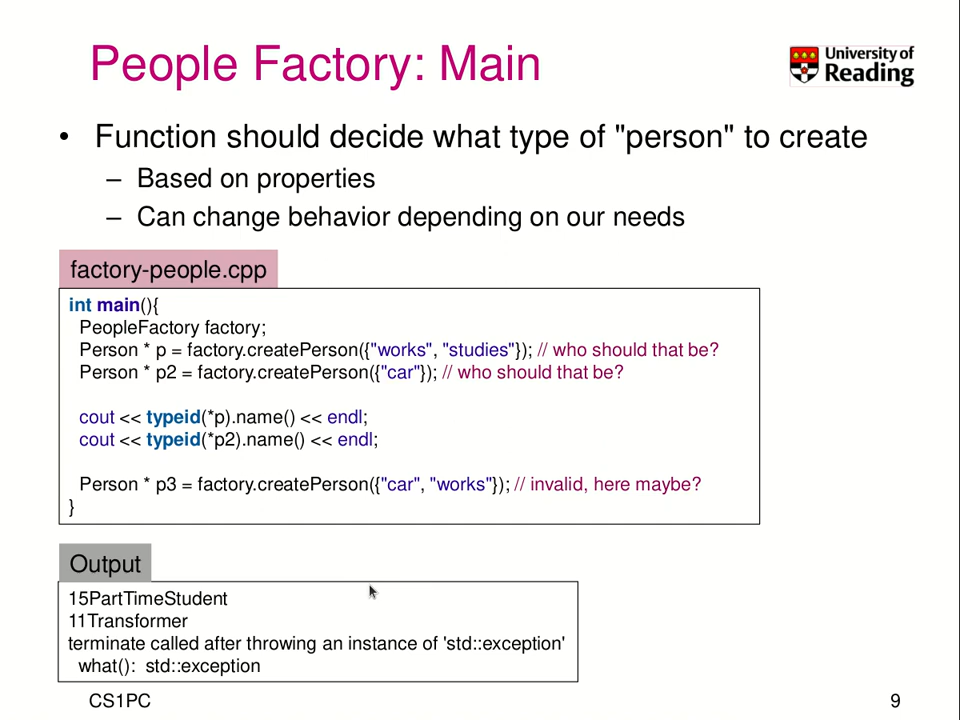 People Factory: Main
University of
Reading
• Function should decide what type of "person" to create
– Based on properties
– Can change behavior depending on our needs
factory-people.cpp
int main(){
PeopleFactory factory;
Person * p = factory.createPerson({"works", "studies"}); // who should that be?
Person * p2 = factory.createPerson({"car"}); // who should that be?
cout << typeid(*p).name() << endl;
cout << typeid(*p2).name() << endl;
Person * p3 = factory.createPerson({"car", "works"}); // invalid, here maybe?
}
Output
15PartTimeStudent
11Transformer
terminate called after throwing an instance of 'std::exception'
what(): std::exception
CS1PC
9